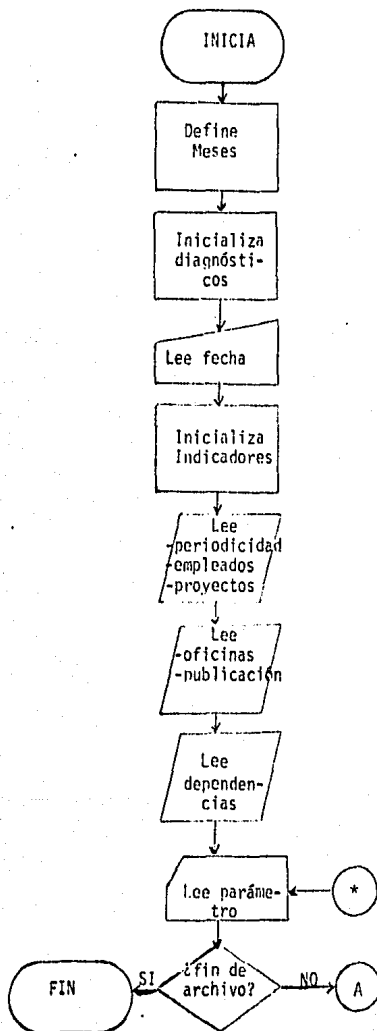 INICIA
Define
Meses
Inicializa
diagnósti-
cos
Lee fecha
Inicializa
Indicadores
Lee
-periodicidad
-empleados
-proyectos
Lee
-oficinas
-publicación
Lee
dependen-
cias
Lee paráme-
tro
*
¿fin de
archivo?
SI
NO
FIN
A